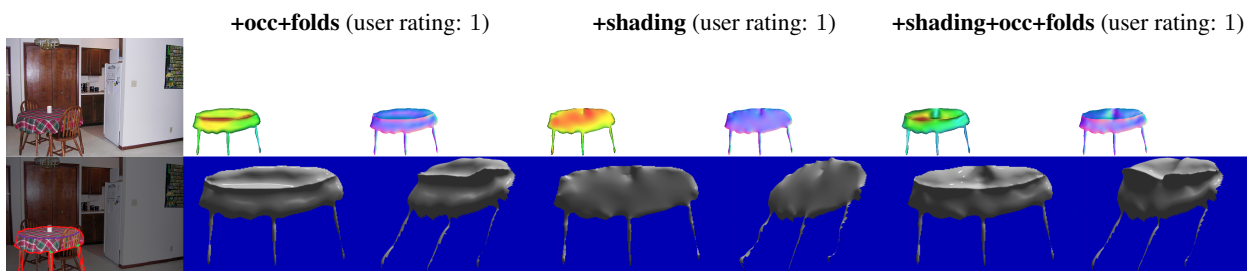 +occ+folds (user rating: 1) +shading (user rating: 1) +shading+occ+folds (user rating: 1)